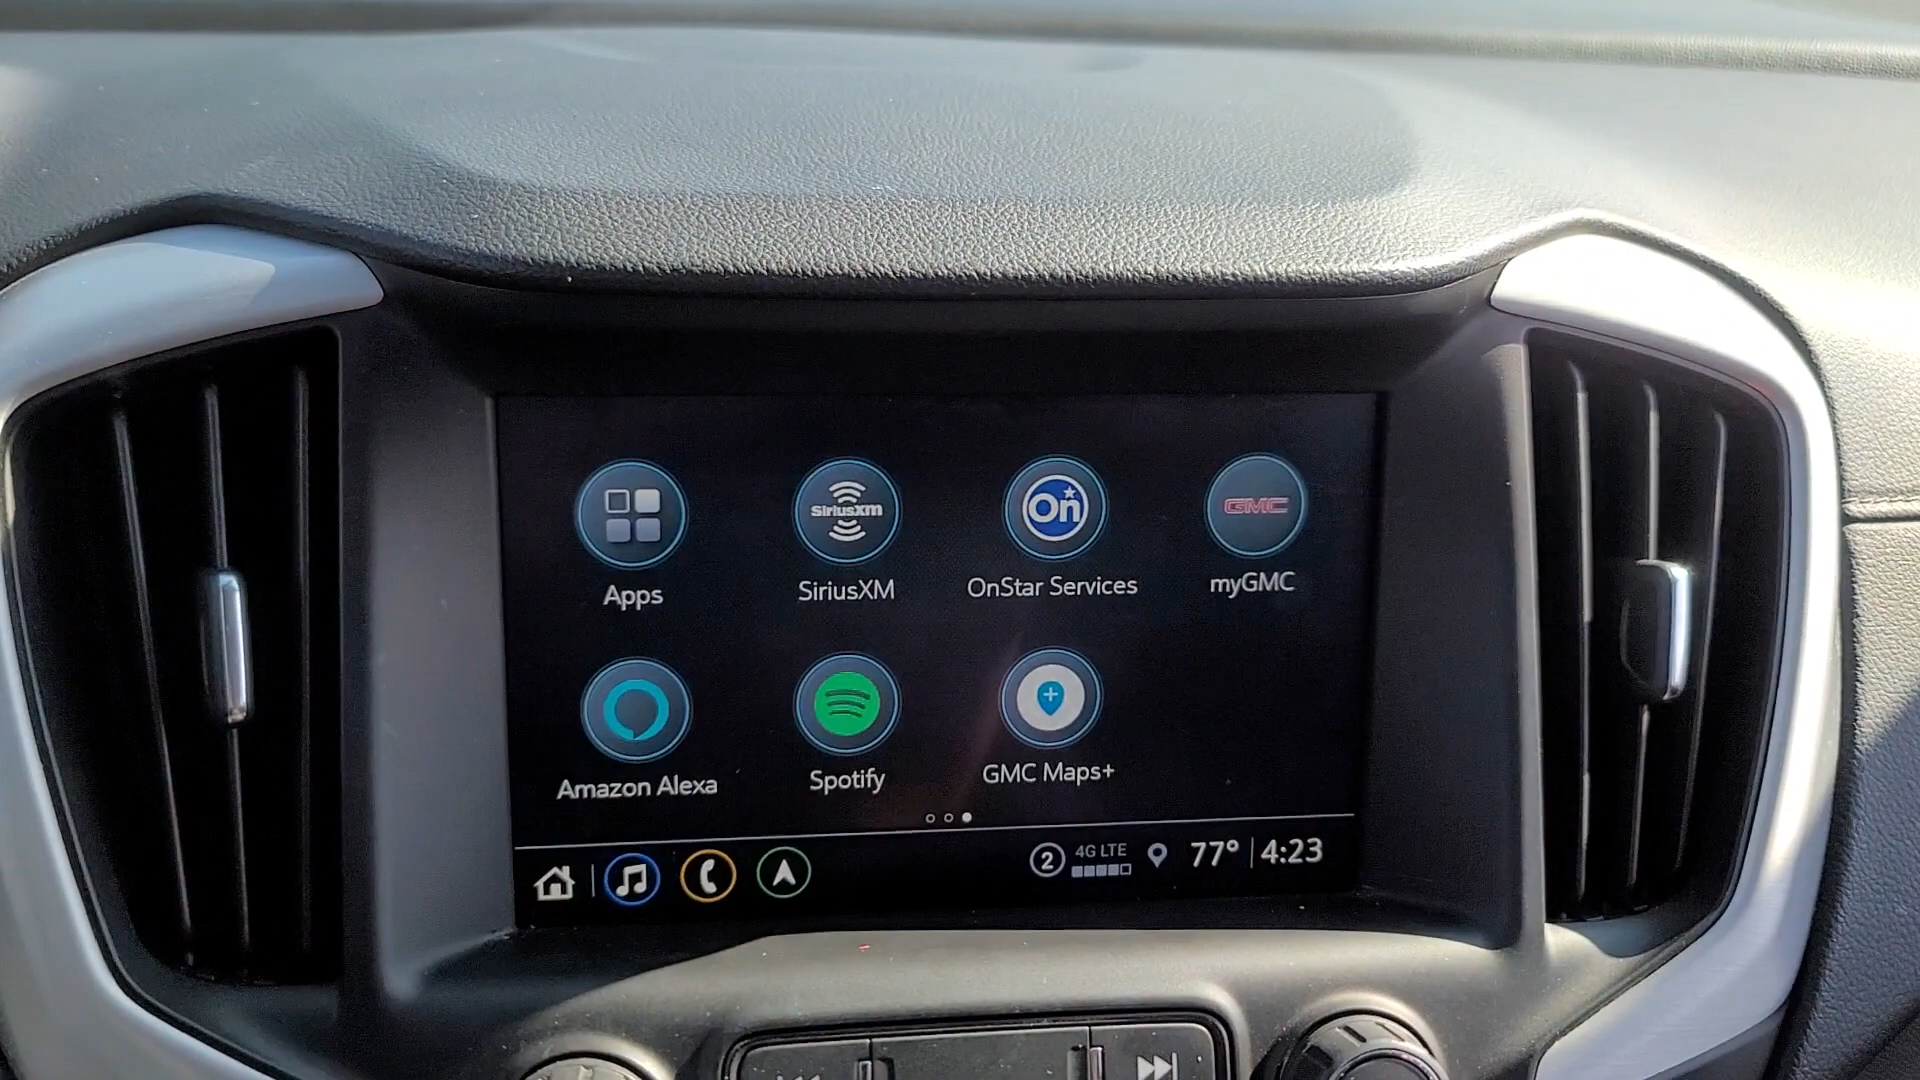 SiriusXM
On
GMC
Apps
SiriusXM
OnStar Services
myGMC
Amazon Alexa
Spotify
GMC Maps+
2
4G LTE
77° 4:23